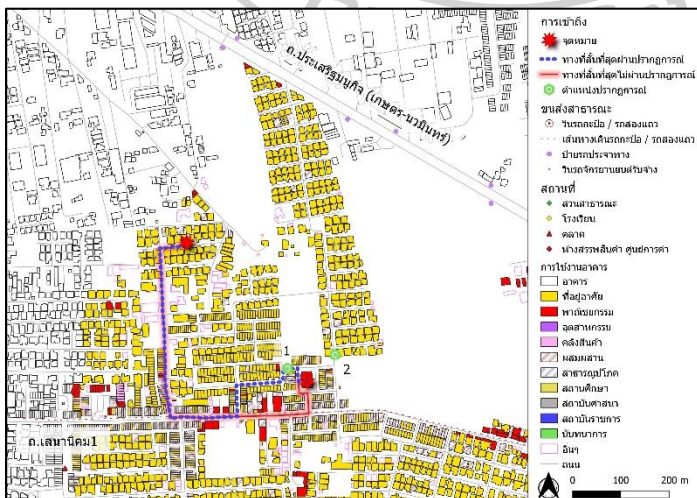 ถ.ประเสริฐมนูกิจ (เกษตร-นวมินทร์)
1
2
ถ.เสนานิคม1
การเข้าถึง
จุดหมาย
ทางที่สั้นที่สุดผ่านปรากฏการณ์
ทางที่สั้นที่สุดไม่ผ่านปรากฏการณ์
ตำแหน่งปรากฏการณ์
ขนส่งสาธารณะ
วินรถกะป๊อ / รถสองแถว
เส้นทางเดินรถกะป๊อ / รถสองแถว
ป้ายรถประจำทาง
วินรถจักรยานยนต์รับจ้าง
สถานที่
สวนสาธารณะ
โรงเรียน
ตลาด
ห้างสรรพสินค้า ศูนย์การค้า
การใช้งานอาคาร
อาคาร
ที่อยู่อาศัย
พาณิชยกรรม
อุตสาหกรรม
คลังสินค้า
ผสมผสาน
สาธารณูปโภค
สถานศึกษา
สถาบันศาสนา
สถาบันราชการ
นันทนาการ
อื่นๆ
ถนน
0 100 200 m